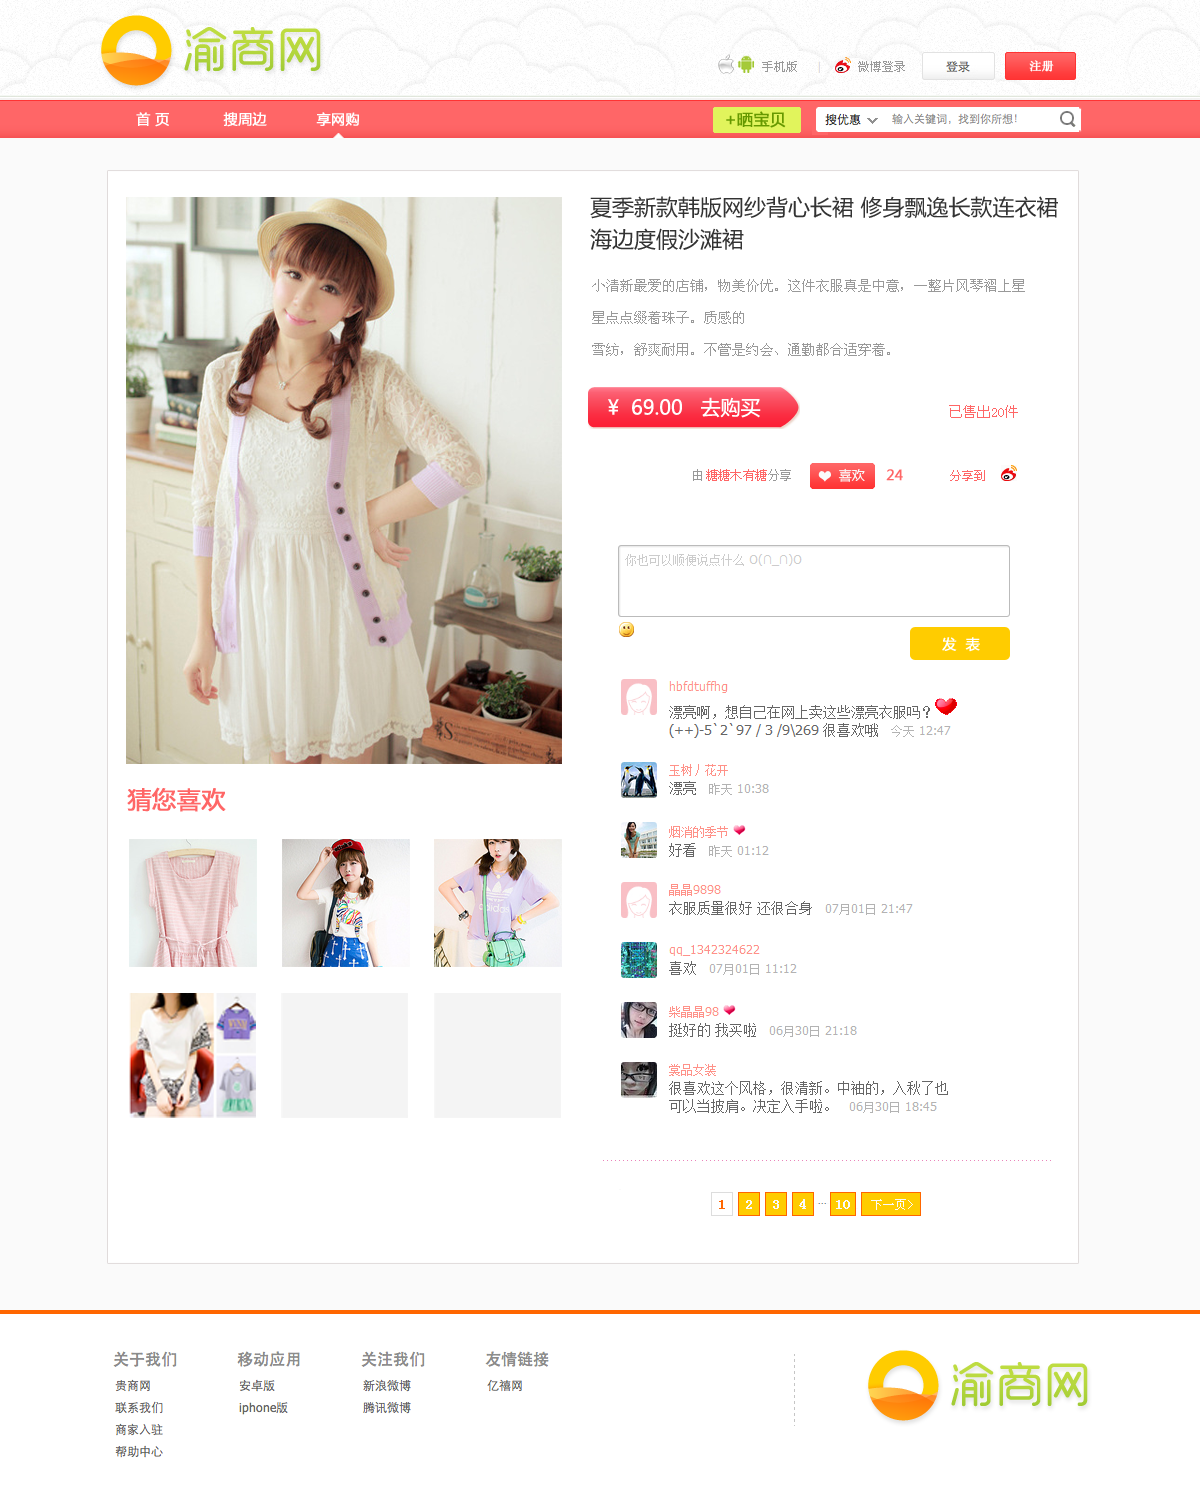 渝商网
手机版
微博登录
登录
注册
首 页
搜周边
享网购
+晒宝贝
搜优惠
输入关键词，找到你所想！
夏季新款韩版网纱背心长裙 修身飘逸长款连衣裙
海边度假沙滩裙
小清新最爱的店铺，物美价优。这件衣服真是中意，一整片风琴褶上星
星点点缀着珠子。质感的
雪纺，舒爽耐用。不管是约会、通勤都合适穿着。
¥ 69.00 去购买
已售出20件
由 糖糖木有糖分享
喜欢
24
分享到
你也可以顺便说点什么 O(∩_∩)O
发 表
hbfdtuffhg
漂亮啊，想自己在网上卖这些漂亮衣服吗？
(++)-5`2`97 / 3 /9\269 很喜欢哦 今天 12:47
玉树丿花开
漂亮 昨天 10:38
烟消的季节
好看 昨天 01:12
晶晶9898
衣服质量很好 还很合身 07月01日 21:47
qq_1342324622
喜欢 07月01日 11:12
柴晶晶98
挺好的 我买啦 06月30日 21:18
裳品女装
很喜欢这个风格，很清新。中袖的，入秋了也
可以当披肩。决定入手啦。 06月30日 18:45
猜您喜欢
adidas
1 2 3 4 ... 10 下一页>
关于我们
贵商网
联系我们
商家入驻
帮助中心
移动应用
安卓版
iphone版
关注我们
新浪微博
腾讯微博
友情链接
亿禧网
渝商网